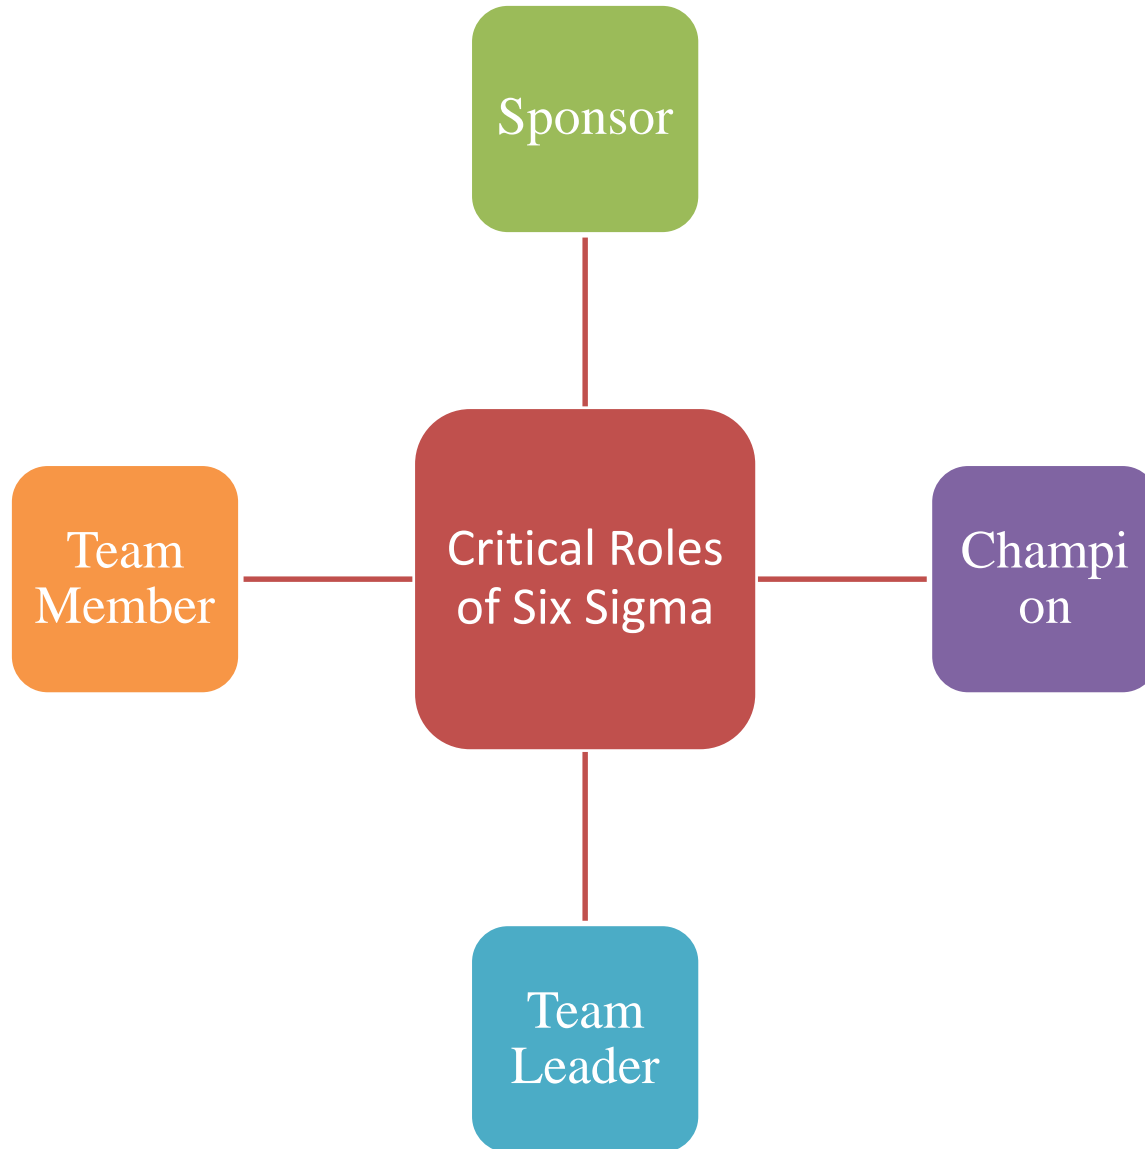 Sponsor
Team
Member
Critical Roles
of Six Sigma
Champi
on
Team
Leader